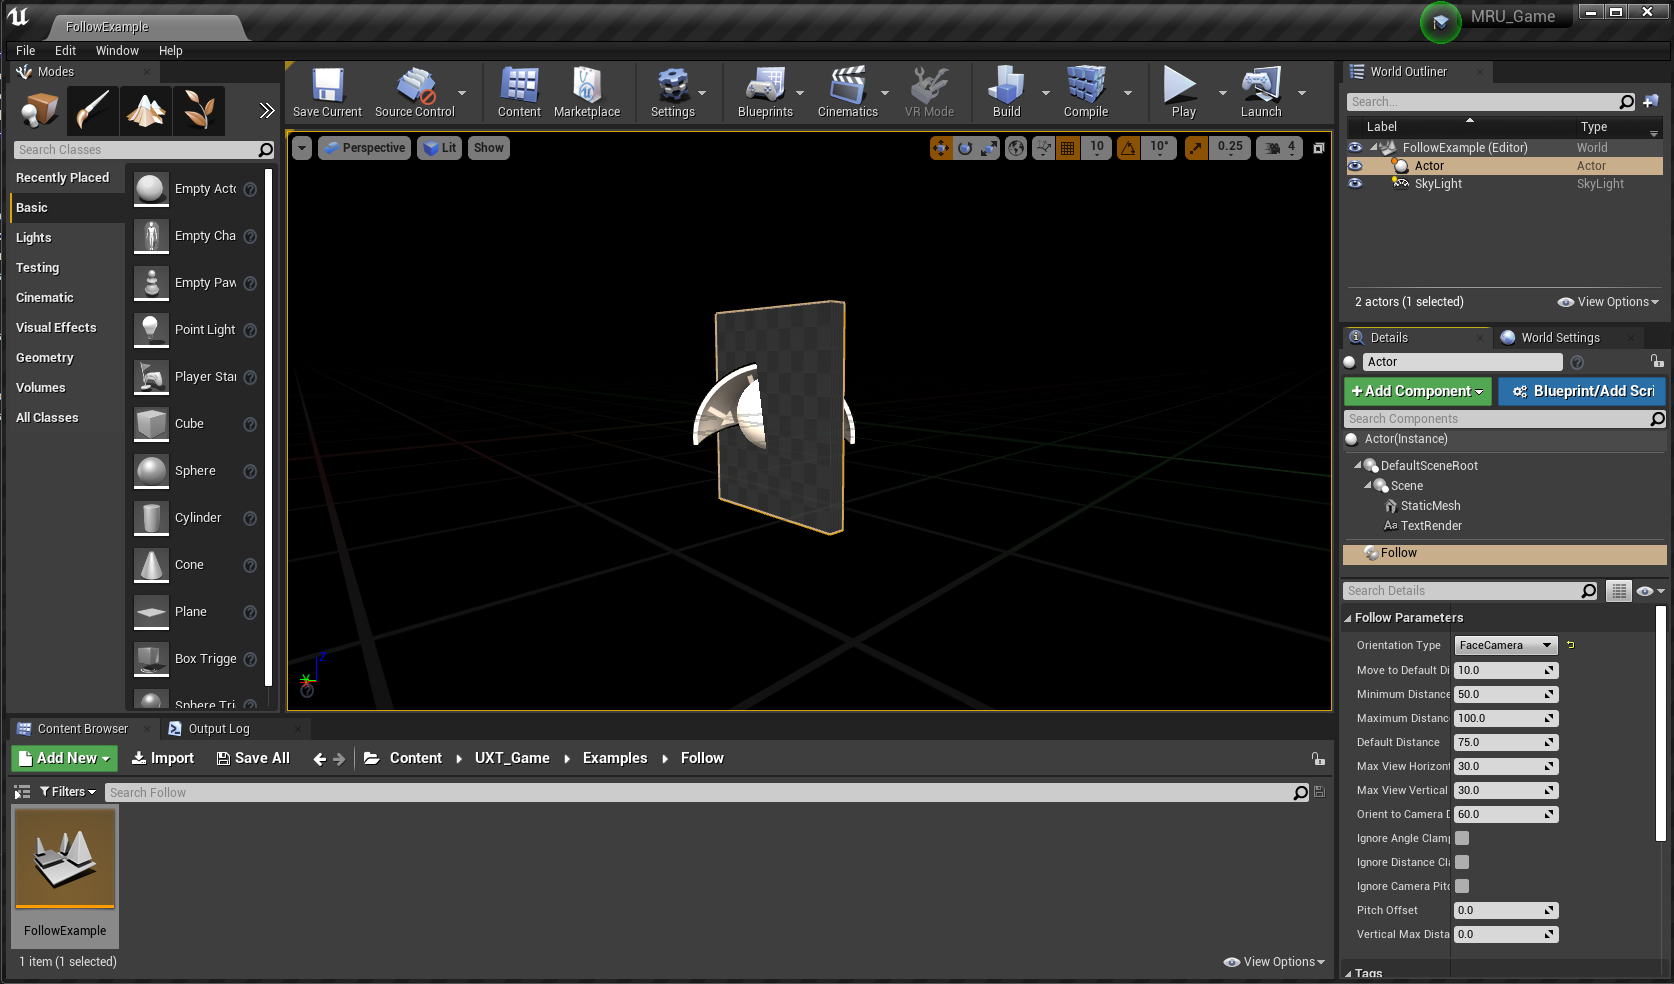 FollowExample
MRU_Game
File Edit Window Help
Modes
Search Classes
Recently Placed
Basic
Lights
Testing
Cinematic
Visual Effects
Geometry
Volumes
All Classes
Empty Acto
Empty Cha
Empty Paw
Point Light
Player Star
Cube
Sphere
Cylinder
Cone
Plane
Box Trigge
Sphere Tri
Save Current Source Control Content Marketplace Settings Blueprints Cinematics VR Mode Build Compile Play Launch
Perspective Lit Show 10 10° 0.25 4
Z
World Outliner
Search...
Label Type
FollowExample (Editor) World
Actor Actor
SkyLight SkyLight
2 actors (1 selected) View Options
Details World Settings
Actor
+ Add Component Blueprint/Add Scri
Search Components
Actor(Instance)
DefaultSceneRoot
Scene
StaticMesh
Aa TextRender
Follow
Search Details
Follow Parameters
Orientation Type FaceCamera
Move to Default Di 10.0
Minimum Distance 50.0
Maximum Distanc 100.0
Default Distance 75.0
Max View Horizont 30.0
Max View Vertical 30.0
Orient to Camera D 60.0
Ignore Angle Clamp
Ignore Distance Cla
Ignore Camera Pitc
Pitch Offset 0.0
Vertical Max Dista 0.0
Tags
Content Browser Output Log
Add New Import Save All Content UXT_Game Examples Follow
Filters Search Follow
FollowExample
1 item (1 selected) View Options